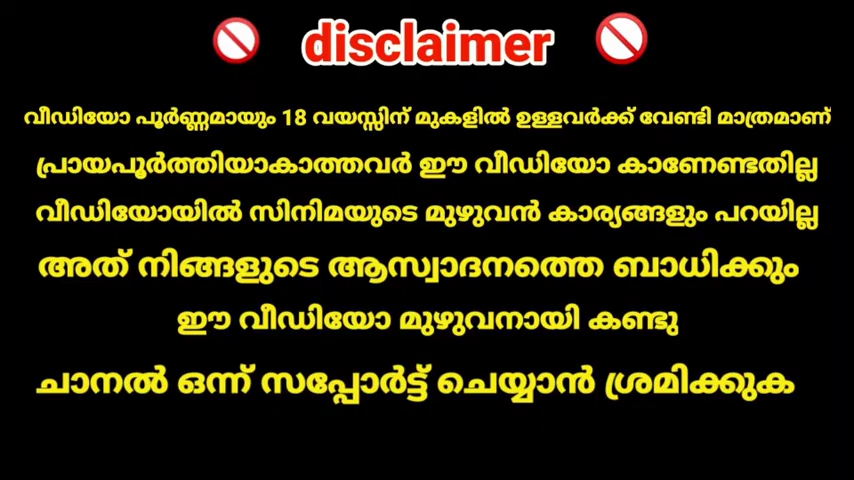 disclaimer
വീഡിയോ പൂർണ്ണമായും 18 വയസ്സിന് മുകളിൽ ഉള്ളവർക്ക് വേണ്ടി മാത്രമാണ്
പ്രായപൂർത്തിയാകാത്തവർ ഈ വീഡിയോ കാണേണ്ടതില്ല
വീഡിയോയിൽ സിനിമയുടെ മുഴുവൻ കാര്യങ്ങളും പറയില്ല
അത് നിങ്ങളുടെ ആസ്വാദനത്തെ ബാധിക്കും
ഈ വീഡിയോ മുഴുവനായി കണ്ടു
ചാനൽ ഒന്ന് സപ്പോർട്ട് ചെയ്യാൻ ശ്രമിക്കുക